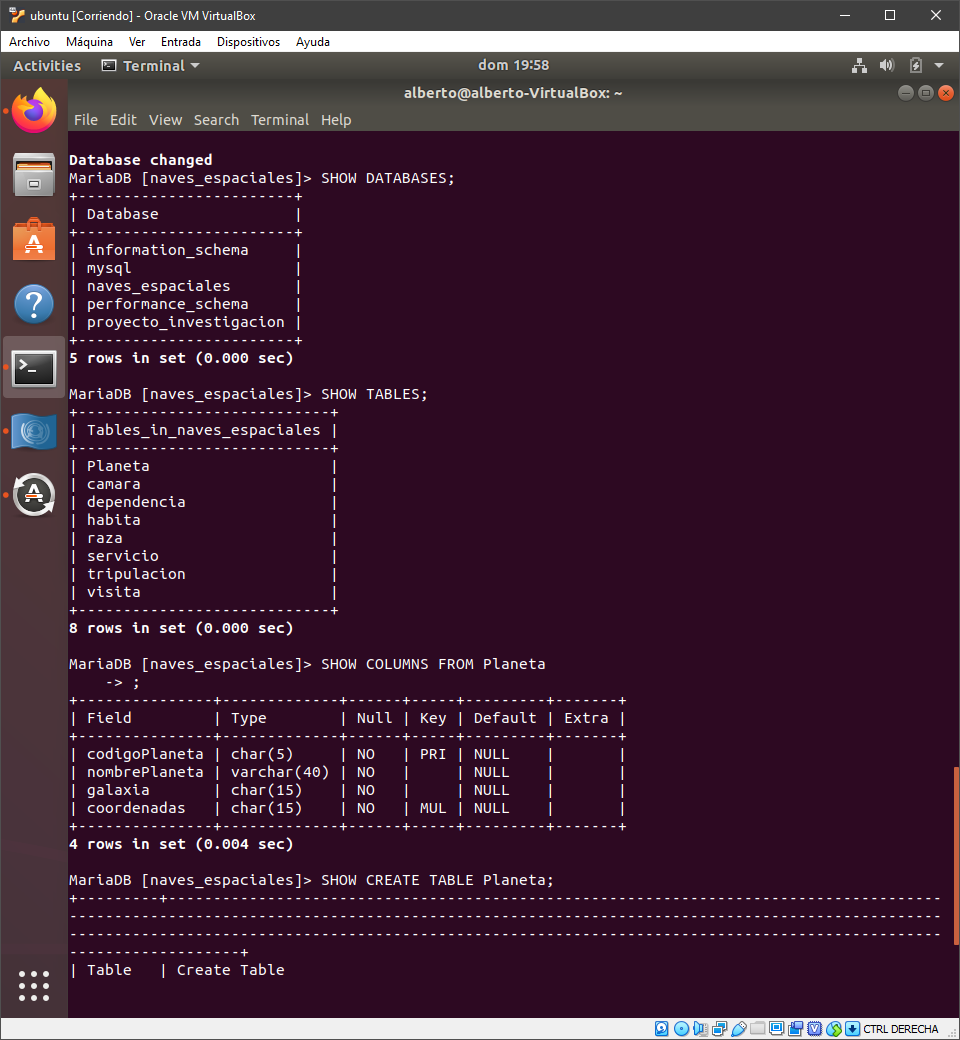 ubuntu [Corriendo] - Oracle VM VirtualBox
Archivo Máquina Ver Entrada Dispositivos Ayuda
Activities Terminal dom 19:58
alberto@alberto-VirtualBox: ~
File Edit View Search Terminal Help
Database changed
MariaDB [naves_espaciales]> SHOW DATABASES;
+------------------------+
| Database               |
+------------------------+
| information_schema     |
| mysql                  |
| naves_espaciales       |
| performance_schema     |
| proyecto_investigacion |
+------------------------+
5 rows in set (0.000 sec)
MariaDB [naves_espaciales]> SHOW TABLES;
+----------------------------+
| Tables_in_naves_espaciales |
+----------------------------+
| Planeta                    |
| camara                     |
| dependencia                |
| habita                     |
| raza                       |
| servicio                   |
| tripulacion                |
| visita                     |
+----------------------------+
8 rows in set (0.000 sec)
MariaDB [naves_espaciales]> SHOW COLUMNS FROM Planeta
    -> ;
+---------------+-------------+------+-----+---------+-------+
| Field         | Type        | Null | Key | Default | Extra |
+---------------+-------------+------+-----+---------+-------+
| codigoPlaneta | char(5)     | NO   | PRI | NULL    |       |
| nombrePlaneta | varchar(40) | NO   |     | NULL    |       |
| galaxia       | char(15)    | NO   |     | NULL    |       |
| coordenadas   | char(15)    | NO   | MUL | NULL    |       |
+---------------+-------------+------+-----+---------+-------+
4 rows in set (0.004 sec)
MariaDB [naves_espaciales]> SHOW CREATE TABLE Planeta;
+---------+--------------------------------------------------------------------------------------
-------------------------------------------------------------------------------------------------
-------------------------------------------------------------------------------------------------
-------------------+
| Table   | Create Table
CTRL DERECHA